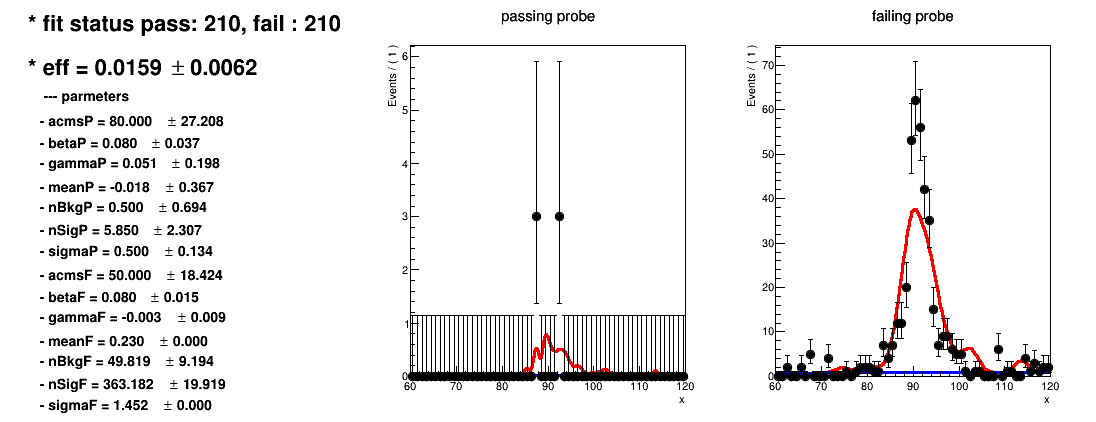 * fit status pass: 210, fail : 210
* eff = 0.0159 ± 0.0062
--- parmeters
- acmsP = 80.000 ± 27.208
- betaP = 0.080 ± 0.037
- gammaP = 0.051 ± 0.198
- meanP = -0.018 ± 0.367
- nBkgP = 0.500 ± 0.694
- nSigP = 5.850 ± 2.307
- sigmaP = 0.500 ± 0.134
- acmsF = 50.000 ± 18.424
- betaF = 0.080 ± 0.015
- gammaF = -0.003 ± 0.009
- meanF = 0.230 ± 0.000
- nBkgF = 49.819 ± 9.194
- nSigF = 363.182 ± 19.919
- sigmaF = 1.452 ± 0.000
passing probe
Events / ( 1 )
6
5
4
3
2
1
0
60 70 80 90 100 110 120
x
failing probe
Events / ( 1 )
70
60
50
40
30
20
10
0
60 70 80 90 100 110 120
x